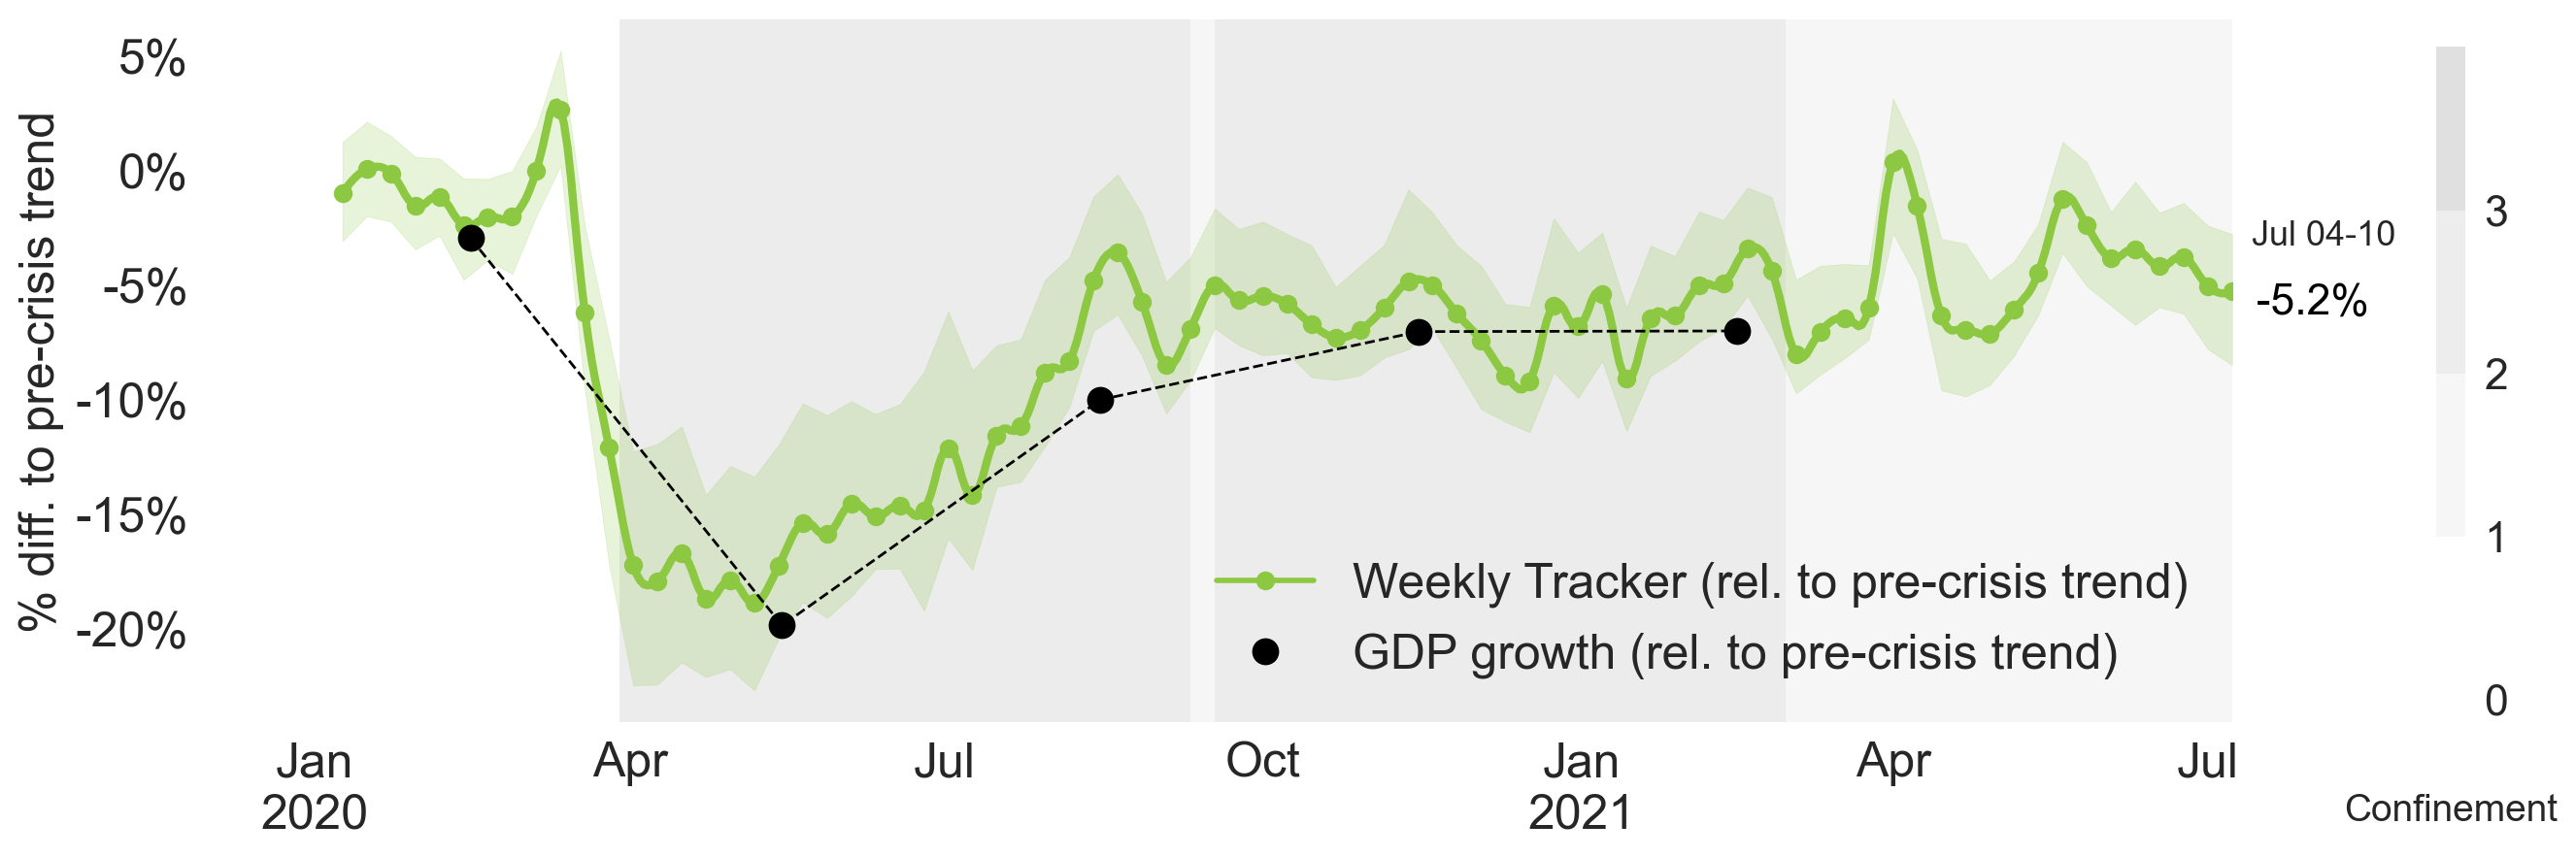 % diff. to pre-crisis trend
5%
0%
-5%
-10%
-15%
-20%
Jul 04-10
-5.2%
Weekly Tracker (rel. to pre-crisis trend)
GDP growth (rel. to pre-crisis trend)
Jan
2020
Apr
Jul
Oct
Jan
2021
Apr
Jul
3
2
1
0
Confinement